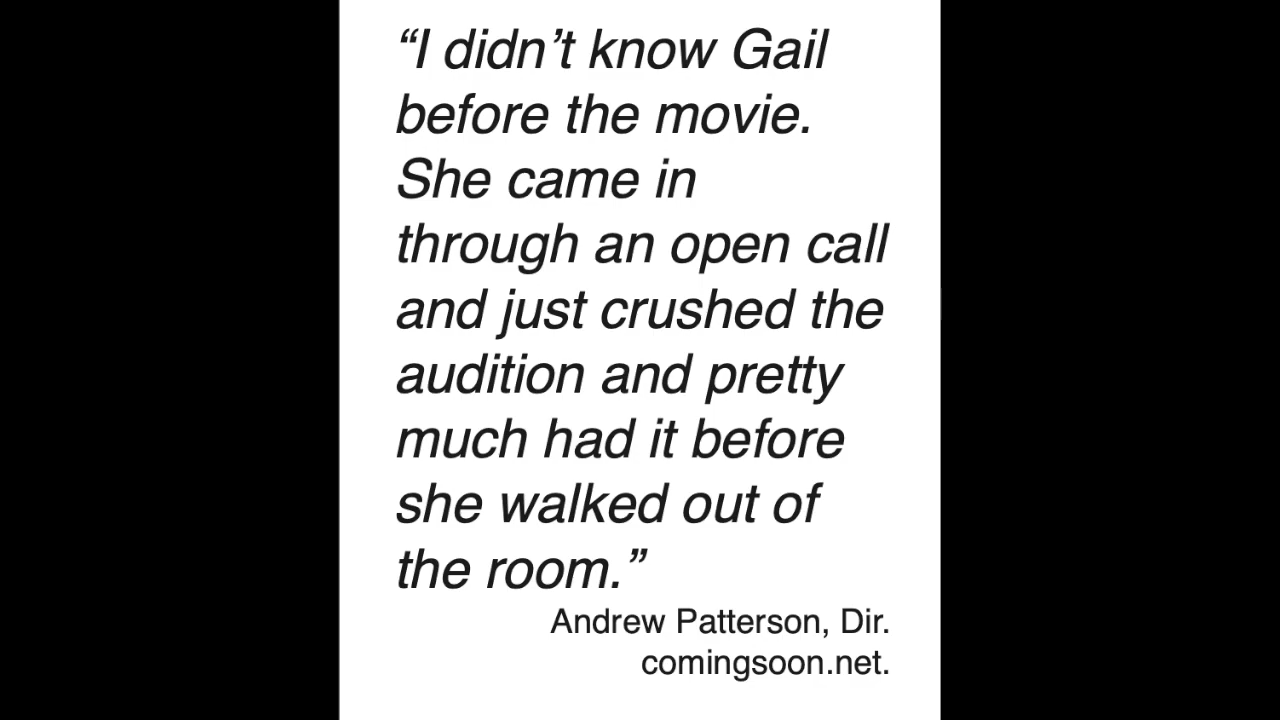 “I didn’t know Gail
before the movie.
She came in
through an open call
and just crushed the
audition and pretty
much had it before
she walked out of
the room.”
Andrew Patterson, Dir.
comingsoon.net.